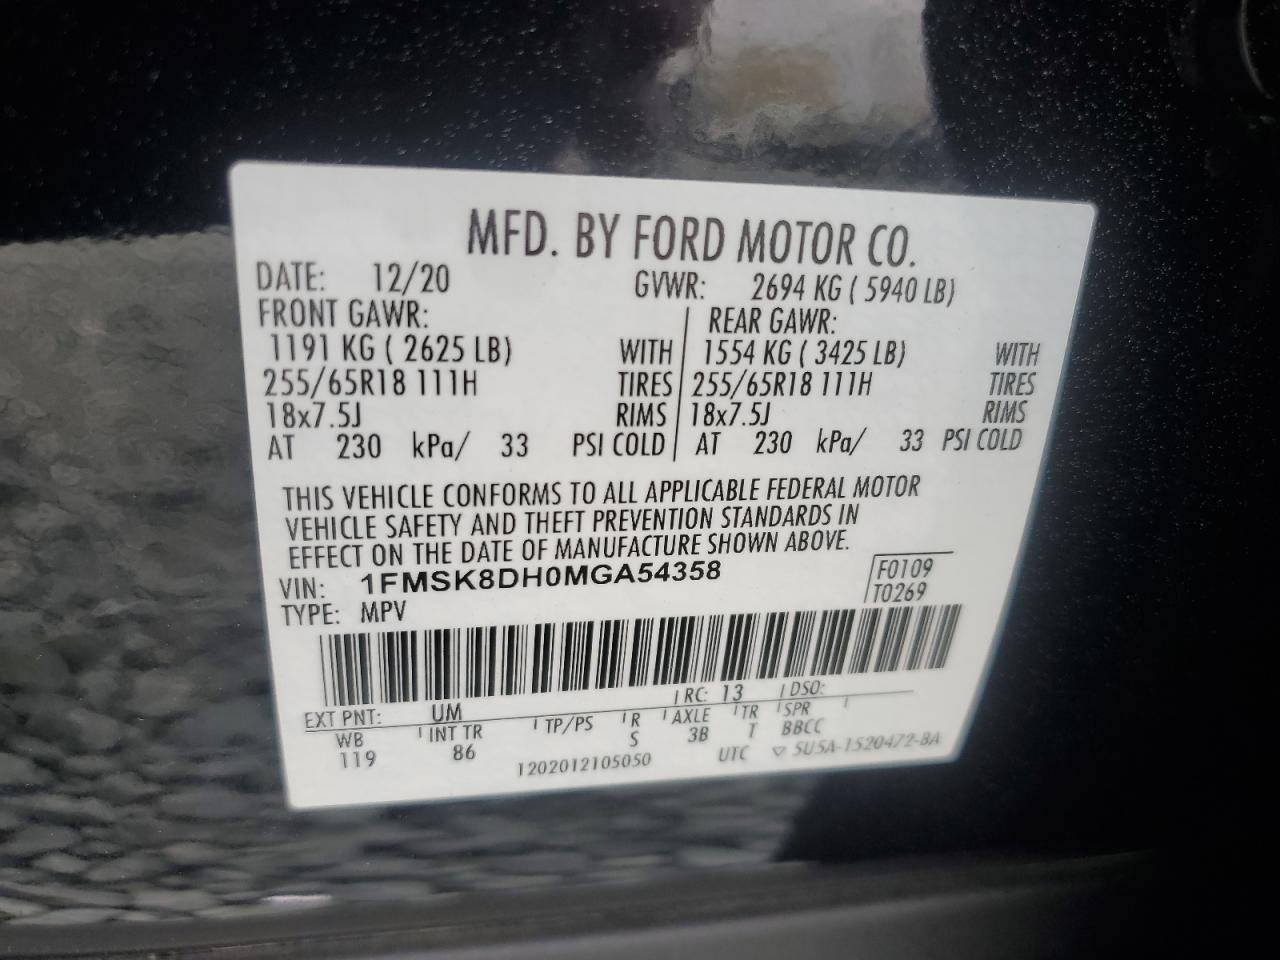 MFD. BY FORD MOTOR CO.
DATE: 12/20 GVWR: 2694 KG ( 5940 LB)
FRONT GAWR: REAR GAWR:
1191 KG ( 2625 LB) WITH 1554 KG ( 3425 LB) WITH
255/65R18 111H TIRES 255/65R18 111H TIRES
18x7.5J RIMS 18x7.5J RIMS
AT 230 kPa/ 33 PSI COLD AT 230 kPa/ 33 PSI COLD
THIS VEHICLE CONFORMS TO ALL APPLICABLE FEDERAL MOTOR
VEHICLE SAFETY AND THEFT PREVENTION STANDARDS IN
EFFECT ON THE DATE OF MANUFACTURE SHOWN ABOVE.
VIN: 1FMSK8DH0MGA54358 F0109
TYPE: MPV T0269
EXT PNT: UM RC: 13 DSO:
WB INT TR TP/PS R AXLE TR SPR
119 86 S 3B T BBCC
1202012105050 UTC ▽ 5U5A-1520472-BA